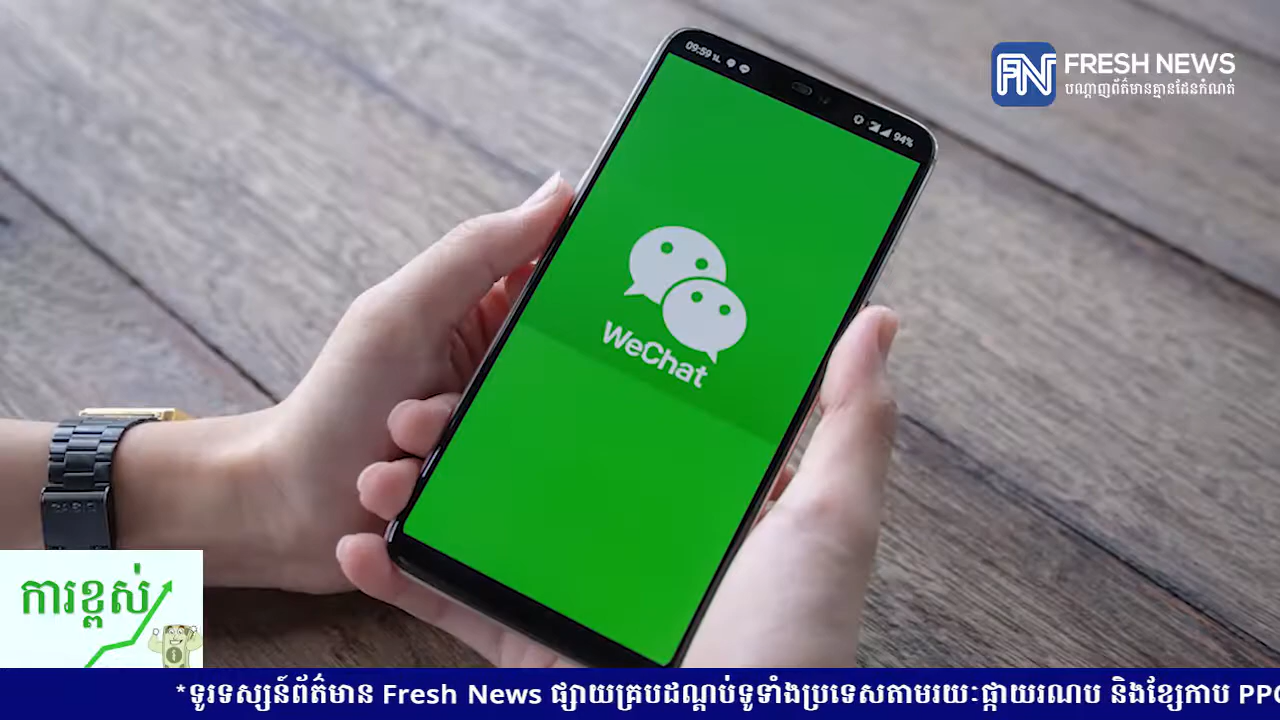 09:59 น.
94%
FRESH NEWS
បណ្ដាញព័ត៌មានគ្មានដែនកំណត់
WeChat
CASIO
ការខ្ពស់
*ទូរទស្សន៍ព័ត៌មាន Fresh News ផ្សាយគ្របដណ្ដប់ទូទាំងប្រទេសតាមរយៈផ្កាយរណប និងខ្សែកាប PPC